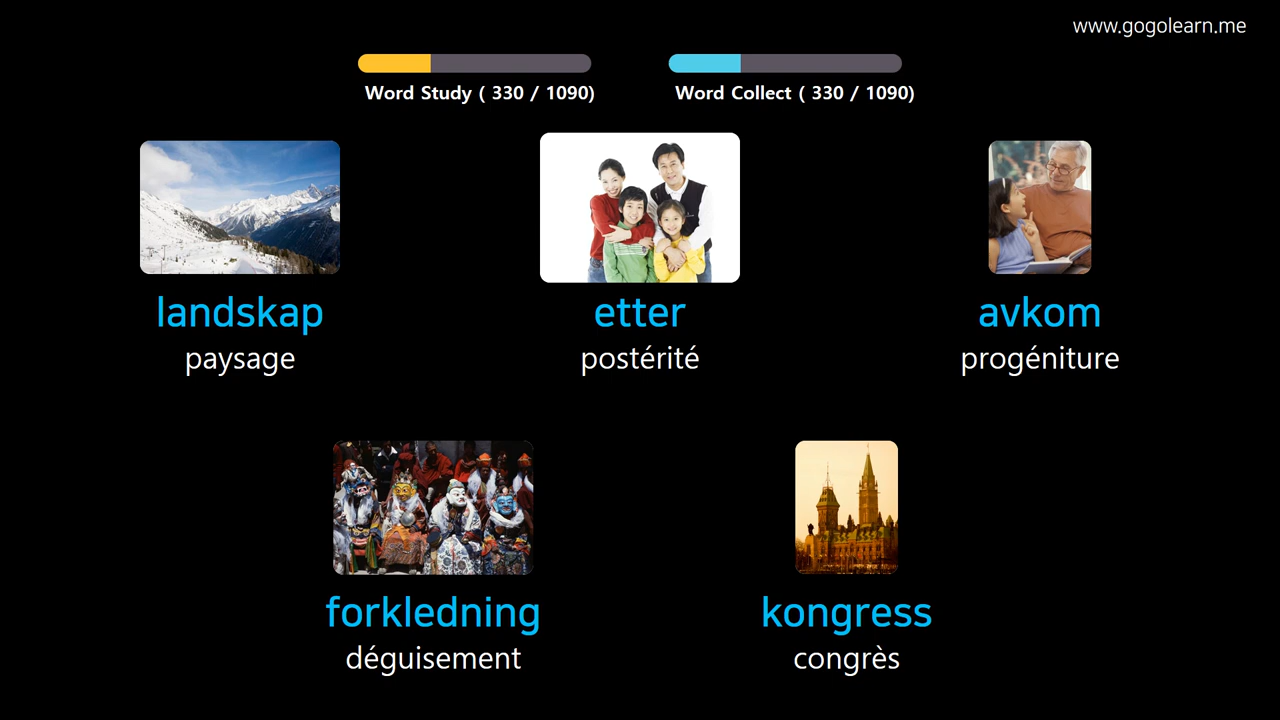 www.gogolearn.me
Word Study ( 330 / 1090)
Word Collect ( 330 / 1090)
landskap
paysage
etter
postérité
avkom
progéniture
forkledning
déguisement
kongress
congrès